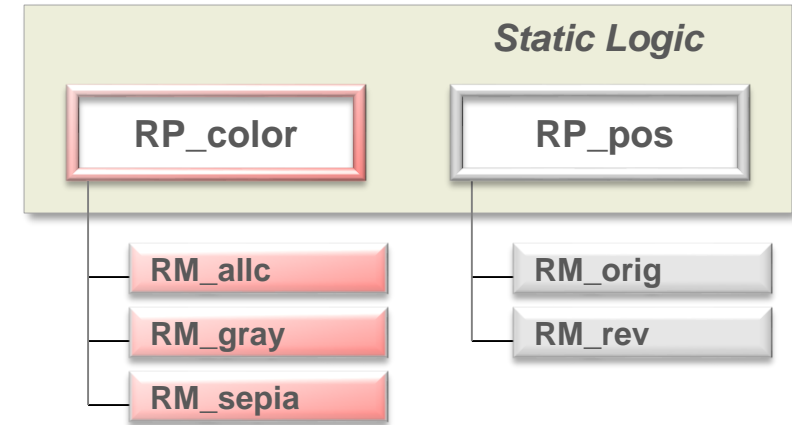 Static Logic
RP_color
RP_pos
RM_allc
RM_orig
RM_gray
RM_rev
RM_sepia